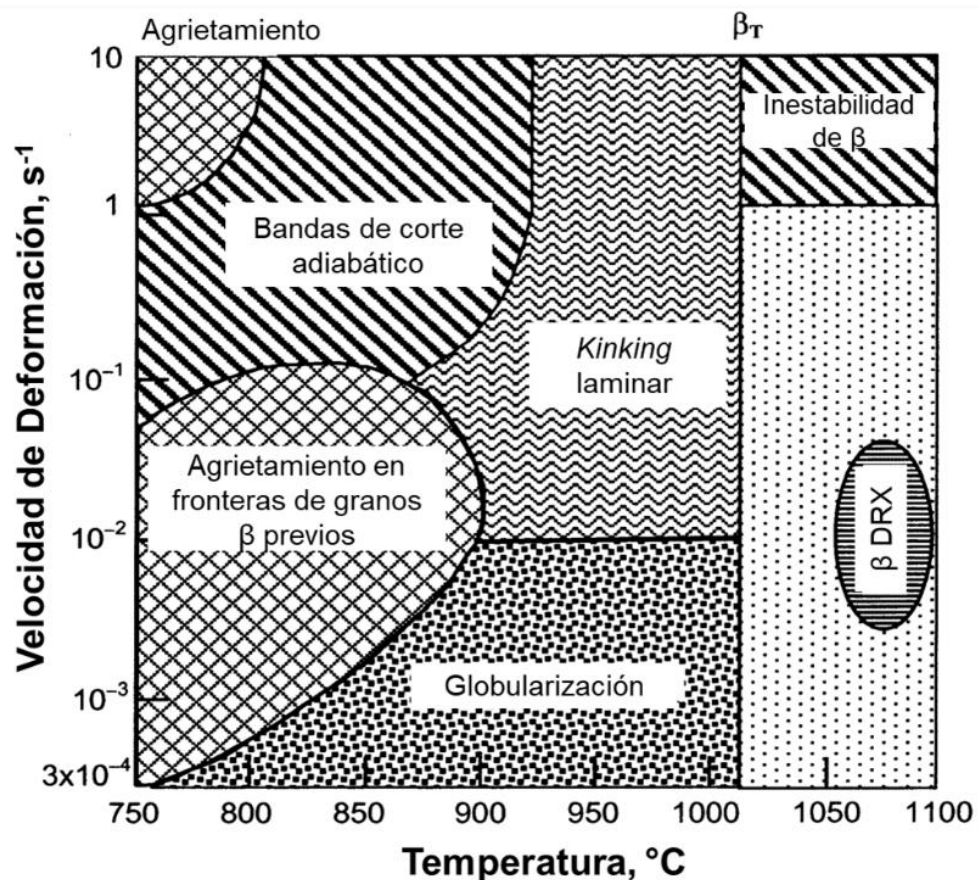 Agrietamiento
βT
10
Inestabilidad
de β
1
Bandas de corte
adiabático
Kinking
laminar
10⁻¹
Agrietamiento en
fronteras de granos
β previos
β DRX
10⁻²
Globularización
10⁻³
3x10⁻⁴
750 800 850 900 950 1000 1050 1100
Velocidad de Deformación, s⁻¹
Temperatura, °C